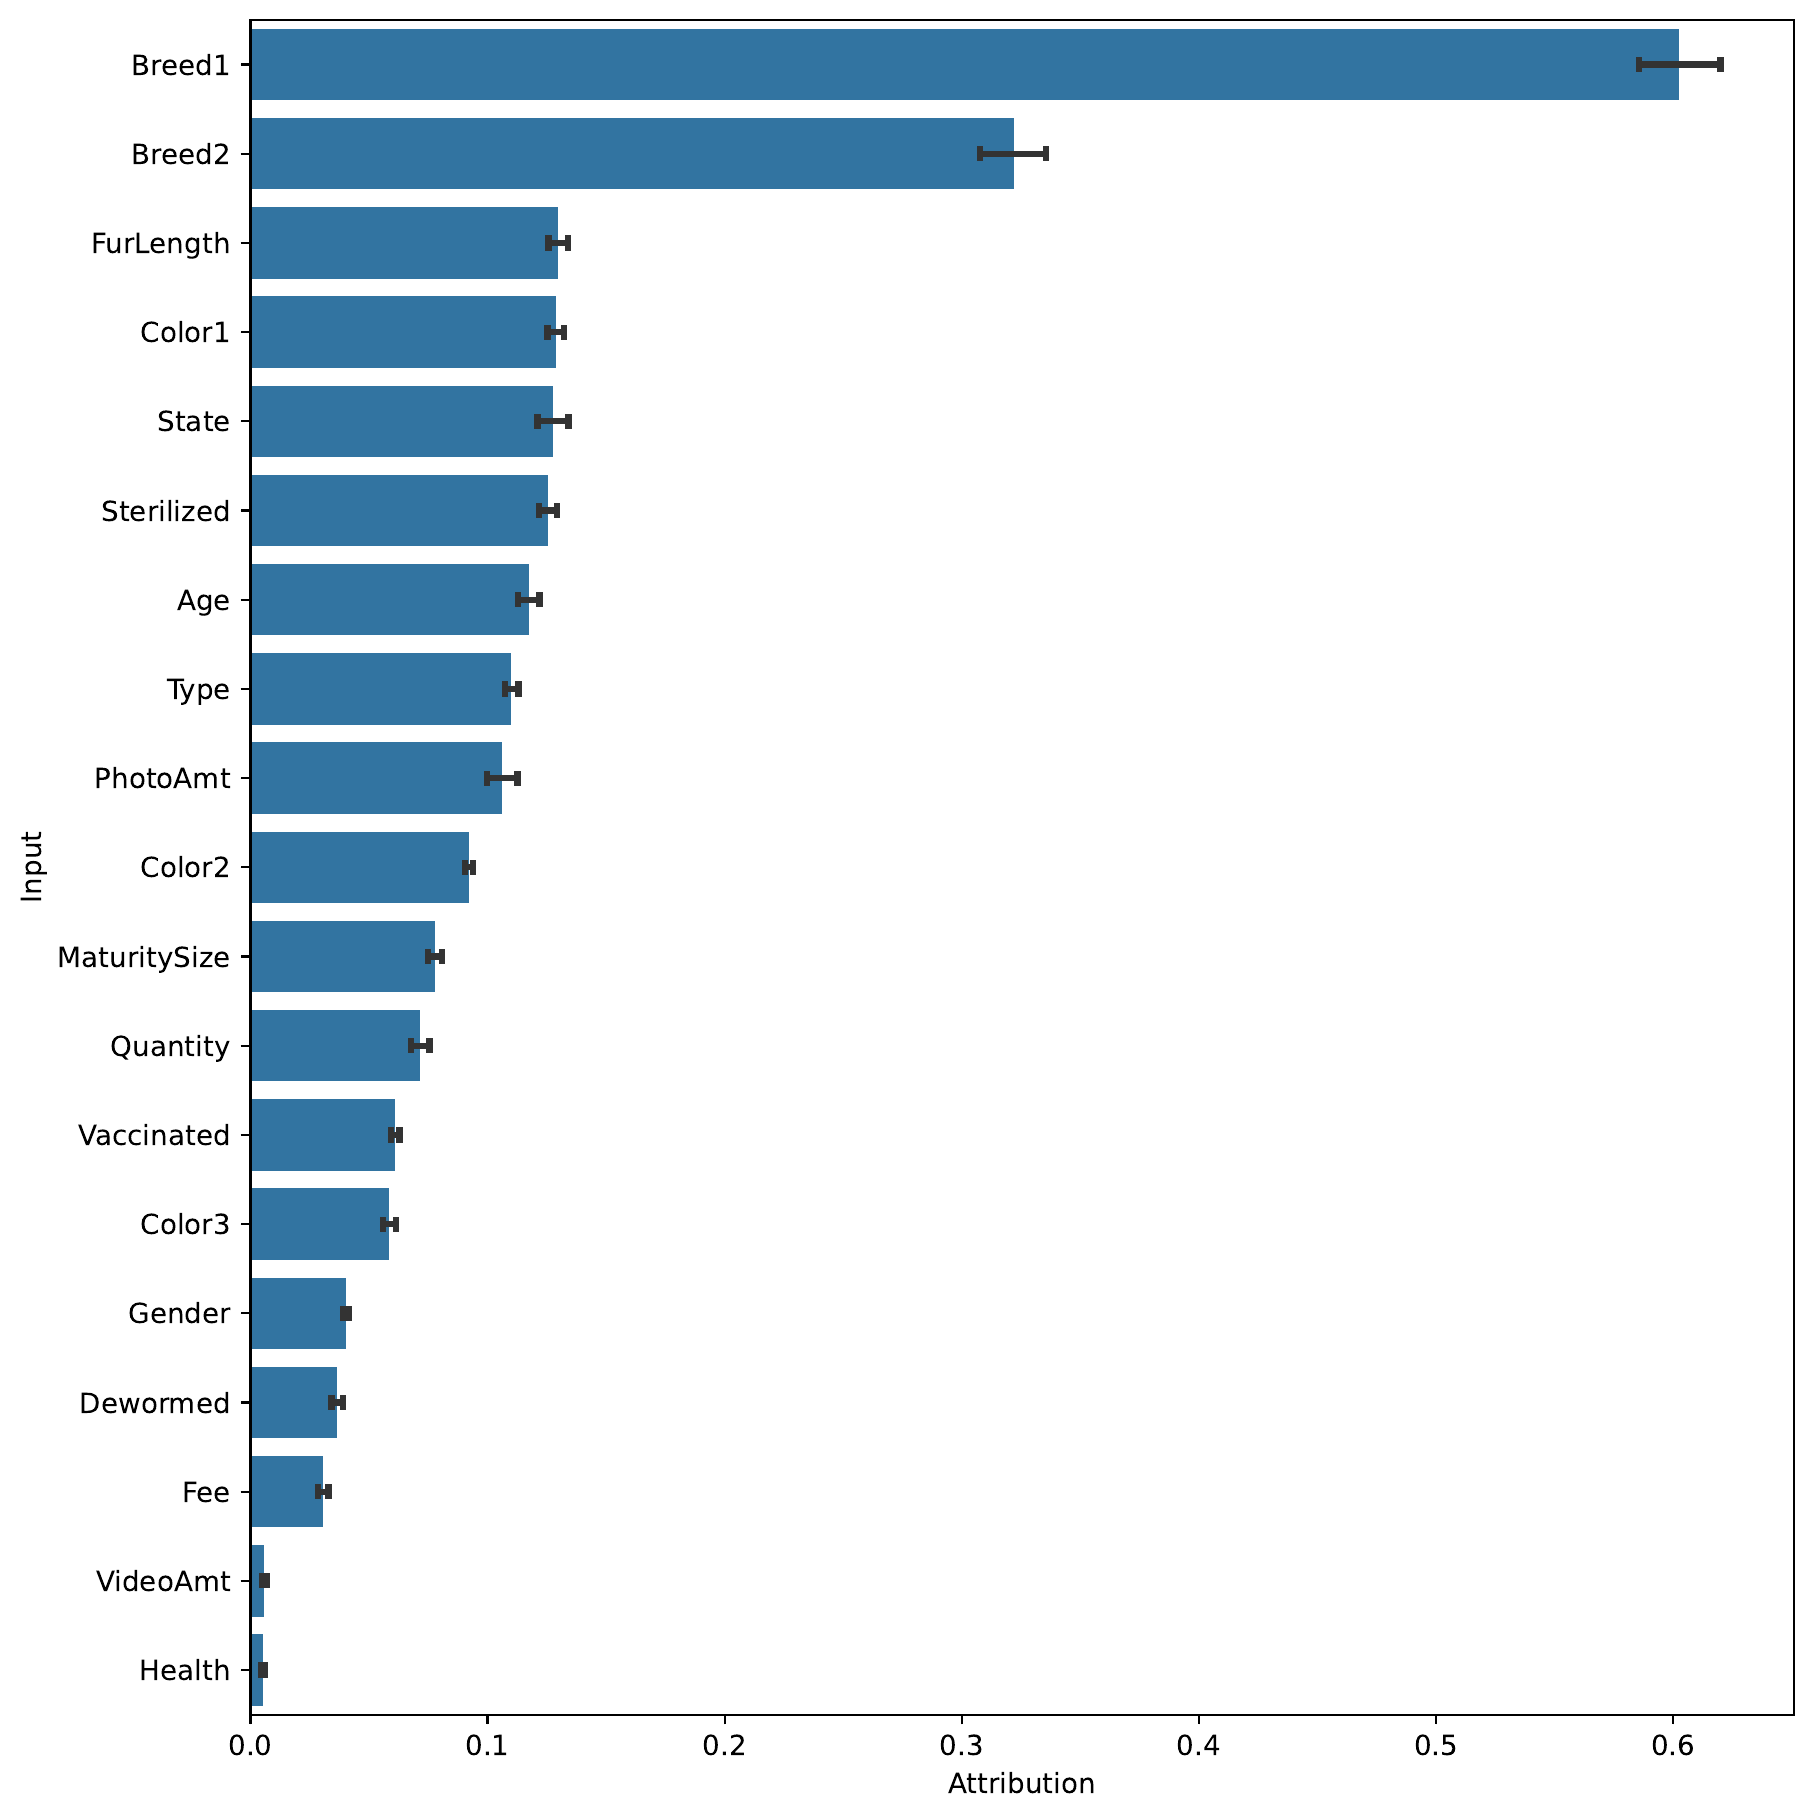 Breed1
Breed2
FurLength
Color1
State
Sterilized
Age
Type
PhotoAmt
Color2
MaturitySize
Quantity
Vaccinated
Color3
Gender
Dewormed
Fee
VideoAmt
Health
Input
0.0 0.1 0.2 0.3 0.4 0.5 0.6
Attribution